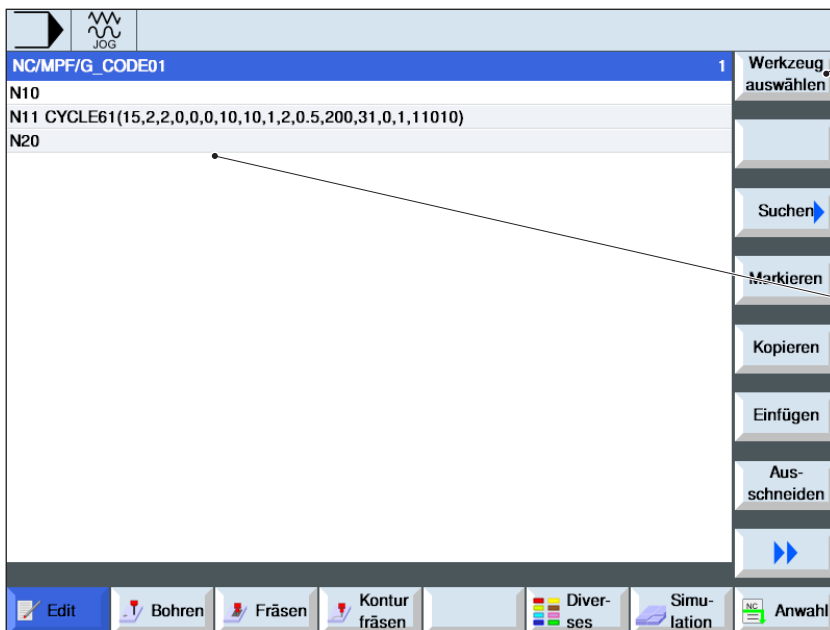 JOG
NC/MPF/G_CODE01 1
N10
N11 CYCLE61(15,2,2,0,0,0,10,10,1,2,0.5,200,31,0,1,11010)
N20
Werkzeug
auswählen
Suchen
Markieren
Kopieren
Einfügen
Aus-
schneiden
Edit
Bohren
Fräsen
Kontur
fräsen
Diver-
ses
Simu-
lation
NC
Anwahl